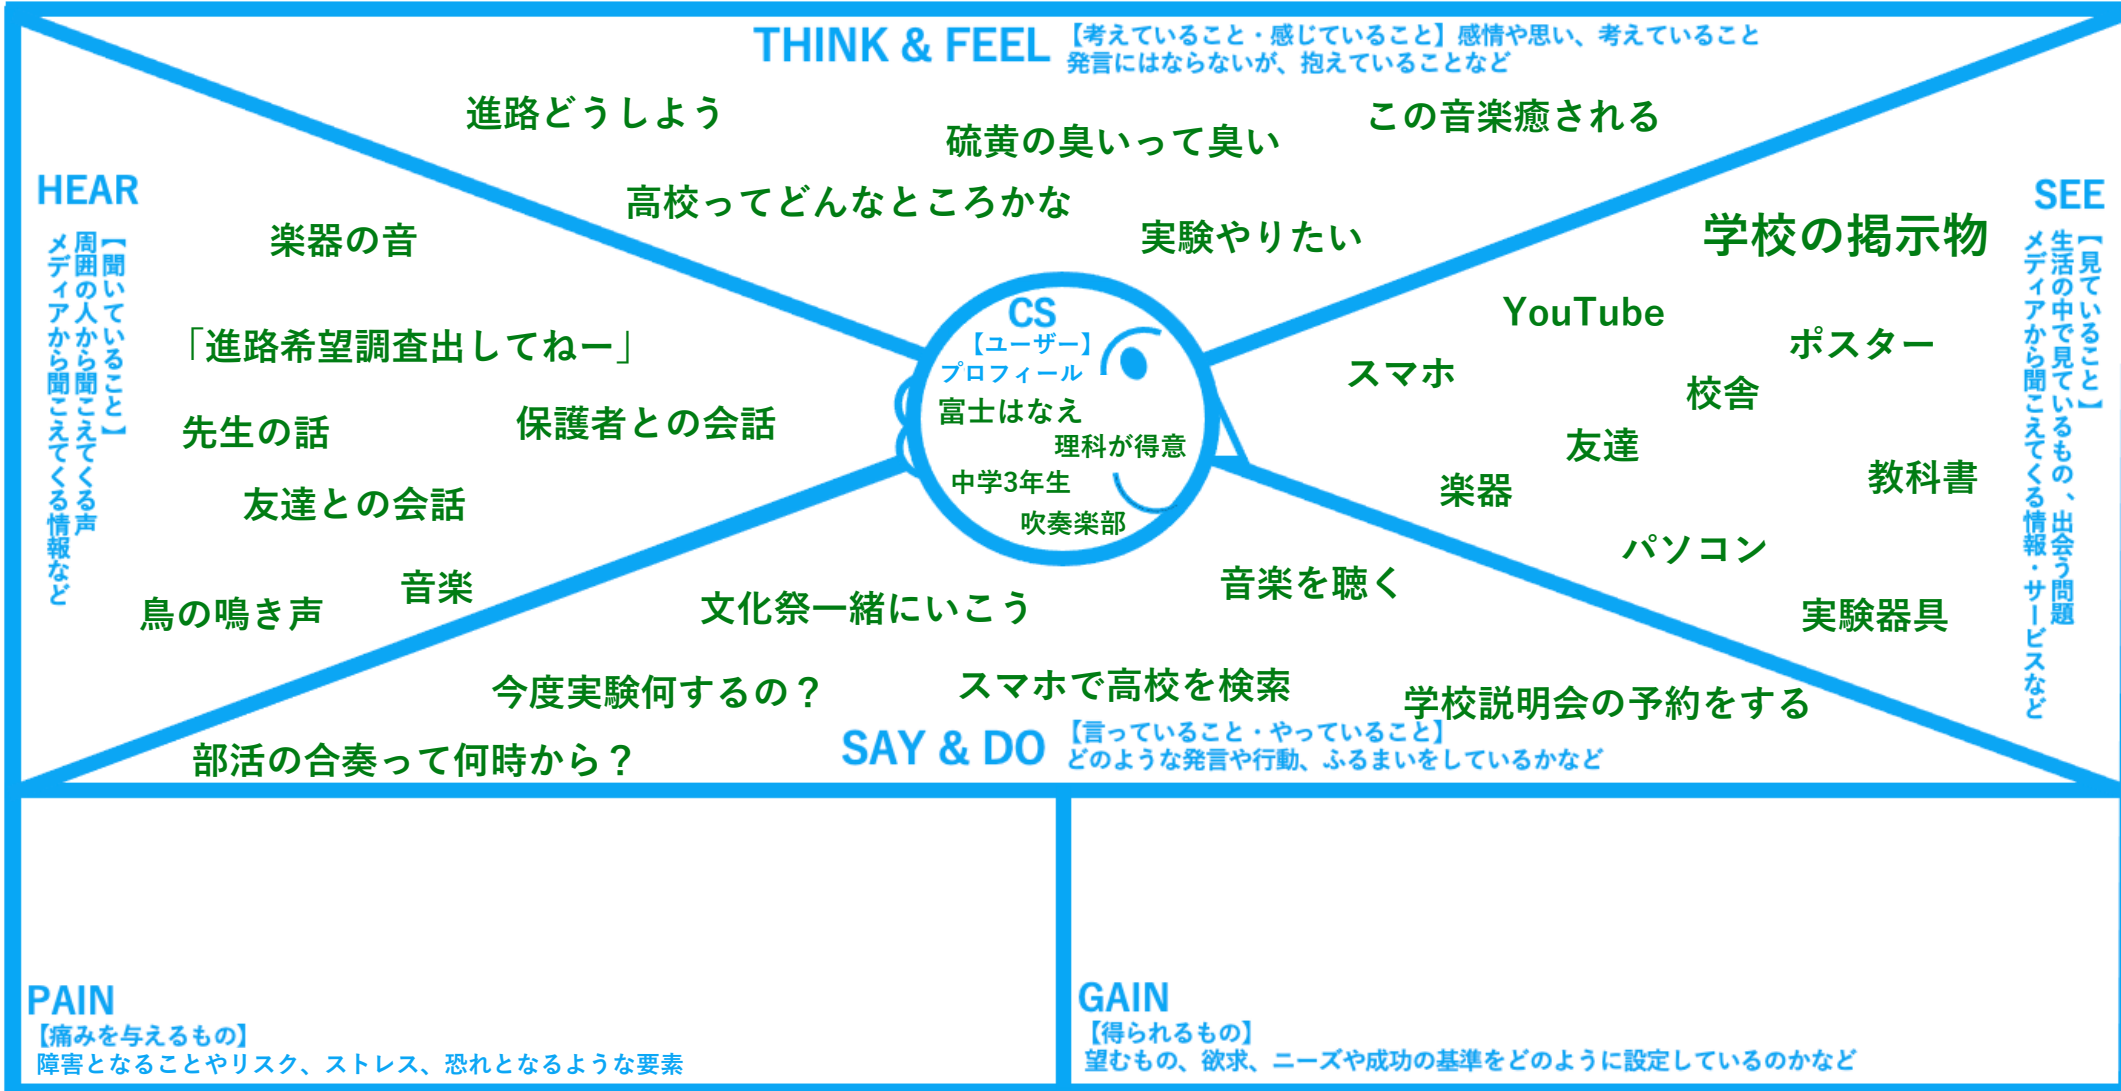 THINK & FEEL
【考えていること・感じていること】感情や思い、考えていること
発言にはならないが、抱えていることなど
進路どうしよう
硫黄の臭いって臭い
この音楽癒される
高校ってどんなところかな
実験やりたい
HEAR
【聞いていること】
周囲の人から聞こえてくる声
メディアから聞こえてくる情報など
楽器の音
「進路希望調査出してねー」
先生の話
保護者との会話
友達との会話
音楽
鳥の鳴き声
CS
【ユーザー】
プロフィール
富士はなえ
理科が得意
中学3年生
吹奏楽部
SEE
【見ていること】
生活の中で見ているもの、出会う問題
メディアから聞こえてくる情報・サービスなど
学校の掲示物
YouTube
ポスター
スマホ
校舎
友達
教科書
楽器
パソコン
実験器具
音楽を聴く
文化祭一緒にいこう
今度実験何するの？
スマホで高校を検索
学校説明会の予約をする
部活の合奏って何時から？
SAY & DO
【言っていること・やっていること】
どのような発言や行動、ふるまいをしているかなど
PAIN
【痛みを与えるもの】
障害となることやリスク、ストレス、恐れとなるような要素
GAIN
【得られるもの】
望むもの、欲求、ニーズや成功の基準をどのように設定しているのかなど